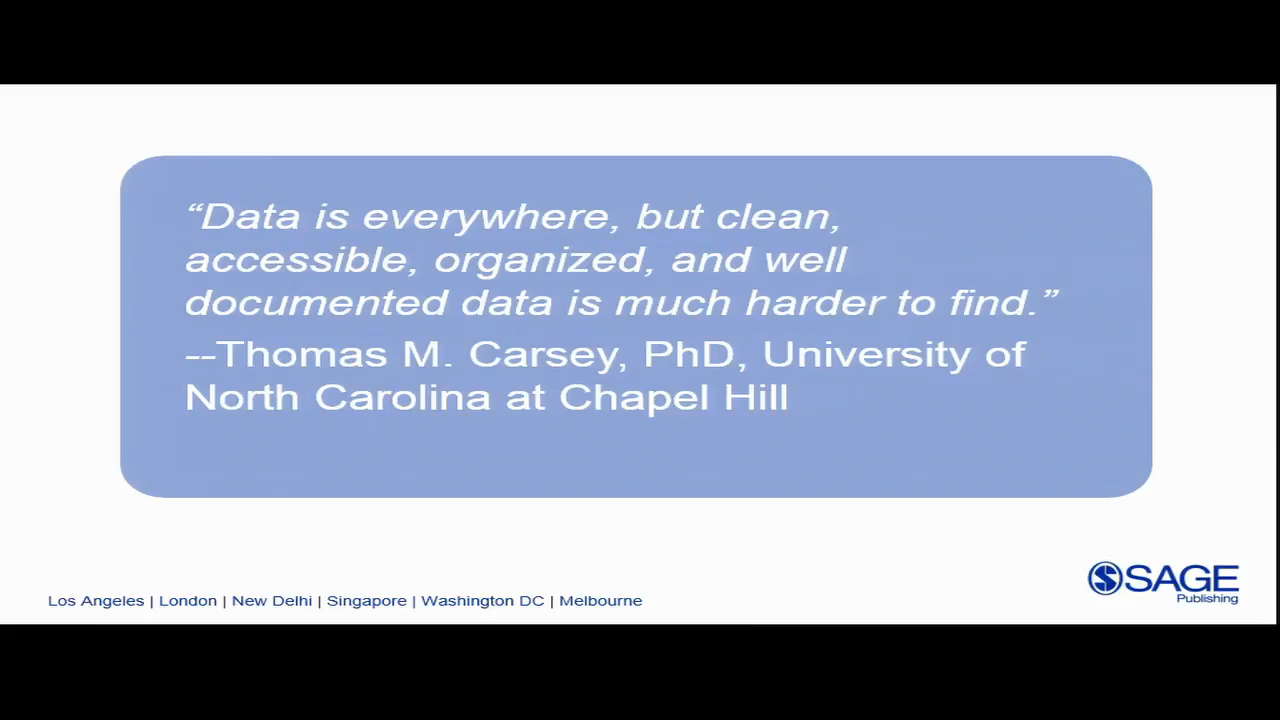 “Data is everywhere, but clean,
accessible, organized, and well
documented data is much harder to find.”
--Thomas M. Carsey, PhD, University of
North Carolina at Chapel Hill
SAGE
Publishing
Los Angeles | London | New Delhi | Singapore | Washington DC | Melbourne